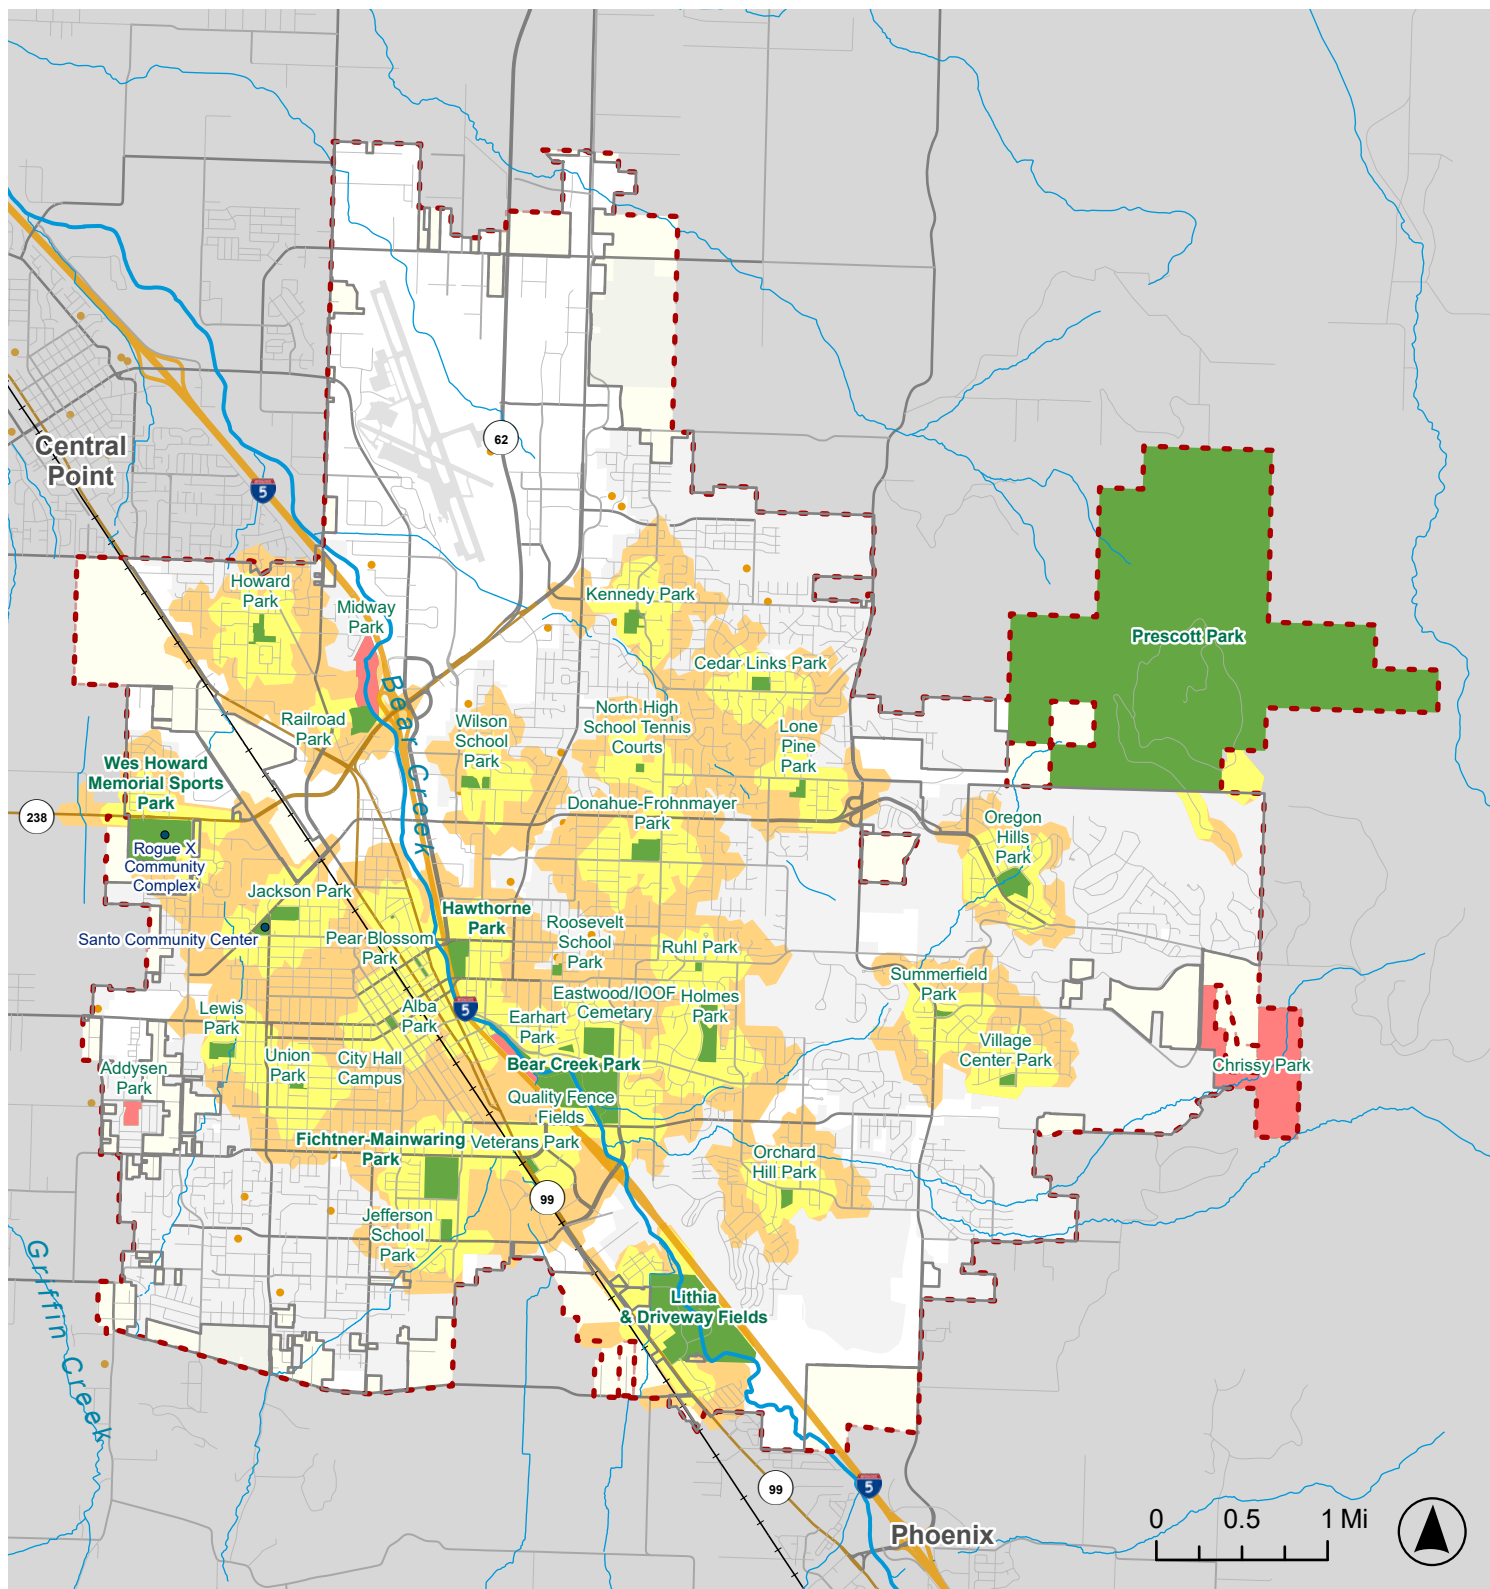 62
Central
Point
5
Howard
Park
Midway
Park
Kennedy Park
Prescott Park
Cedar Links Park
Bear Creek
Railroad
Park
Wilson
School
Park
North High
School Tennis
Courts
Lone
Pine
Park
Wes Howard
Memorial Sports
Park
238
Donahue-Frohnmayer
Park
Rogue X
Community
Complex
Oregon
Hills
Park
Jackson Park
Hawthorne
Park
Santo Community Center
Pear Blossom
Park
Roosevelt
School
Park
Ruhl Park
Summerfield
Park
Lewis
Park
Alba
Park
5
Eastwood/IOOF
Cemetary
Holmes
Park
Earhart
Park
Union
Park
City Hall
Campus
Bear Creek Park
Village
Center Park
Chrissy Park
Addysen
Park
Quality Fence
Fields
Fichtner-Mainwaring
Park
Veterans Park
Orchard
Hill Park
99
Jefferson
School
Park
Griffin Creek
Lithia
& Driveway Fields
99
5
Phoenix
0 0.5 1 Mi